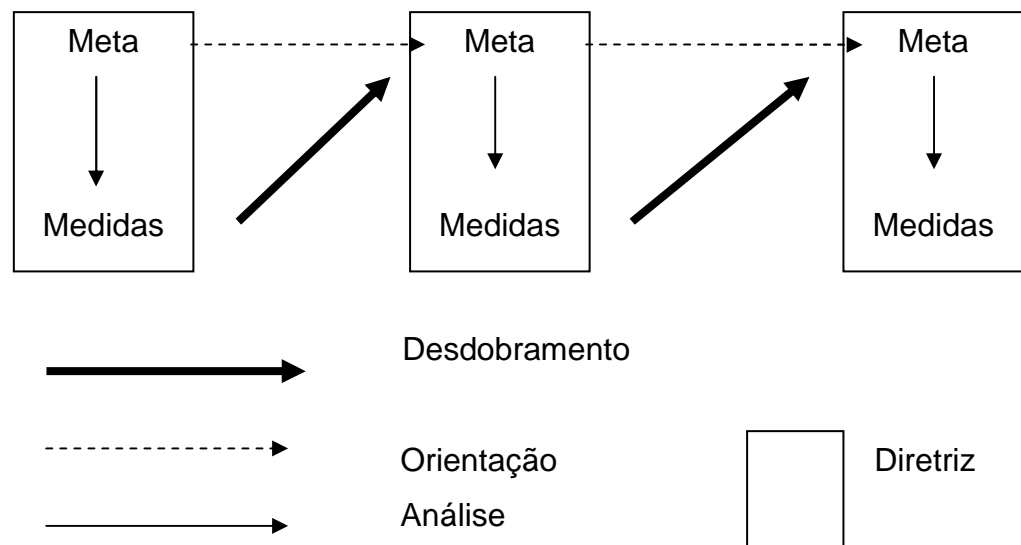 Meta Meta Meta
Medidas Medidas Medidas
Desdobramento
Orientação Diretriz
Análise